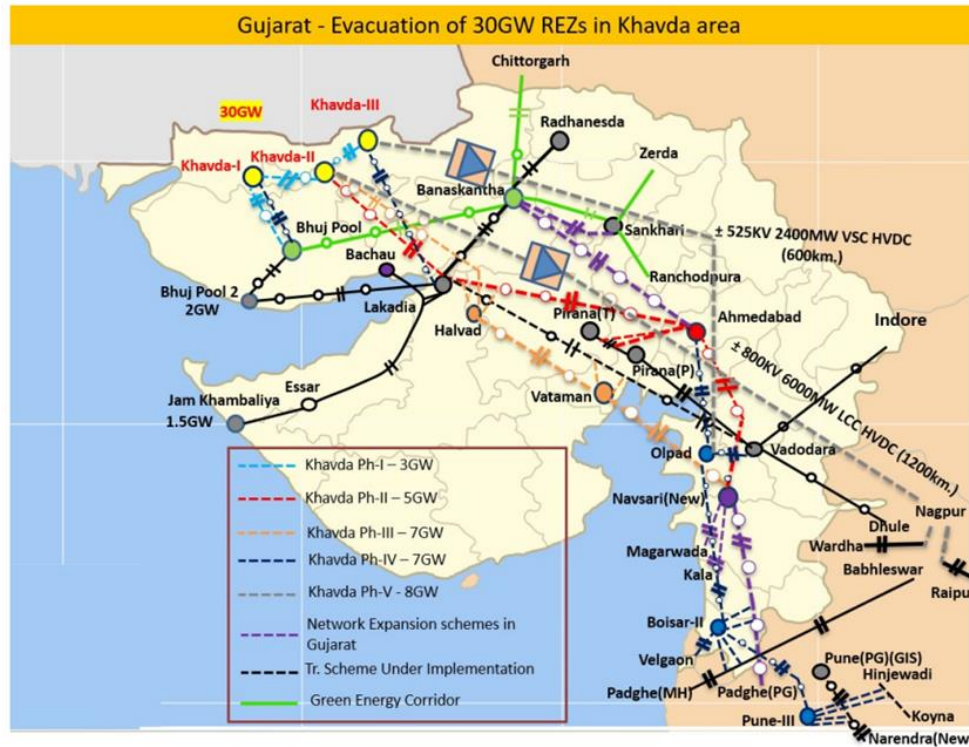 Gujarat - Evacuation of 30GW REZs in Khavda area
Chittorgarh
Khavda-III
30GW
Radhanesda
Khavda-I
Khavda-II
Zerda
Banaskantha
Bhuj Pool
Sankhari
± 525KV 2400MW VSC HVDC
(600km.)
Bachau
Ranchodpura
Bhuj Pool 2
2GW
Lakadia
Halvad
Pirana(T)
Ahmedabad
Indore
Pirana(P)
± 800KV 6000MW LCC HVDC (1200km.)
Essar
Jam Khambaliya
1.5GW
Vataman
Olpad
Vadodara
Khavda Ph-I – 3GW
Khavda Ph-II – 5GW
Khavda Ph-III – 7GW
Khavda Ph-IV – 7GW
Khavda Ph-V - 8GW
Network Expansion schemes in
Gujarat
Tr. Scheme Under Implementation
Green Energy Corridor
Navsari(New)
Nagpur
Dhule
Wardha
Magarwada
Babhleswar
Kala
Raipu
Boisar-II
Velgaon
Pune(PG)(GIS)
Hinjewadi
Padghe(MH)
Padghe(PG)
Pune-III
Koyna
Narendra(New